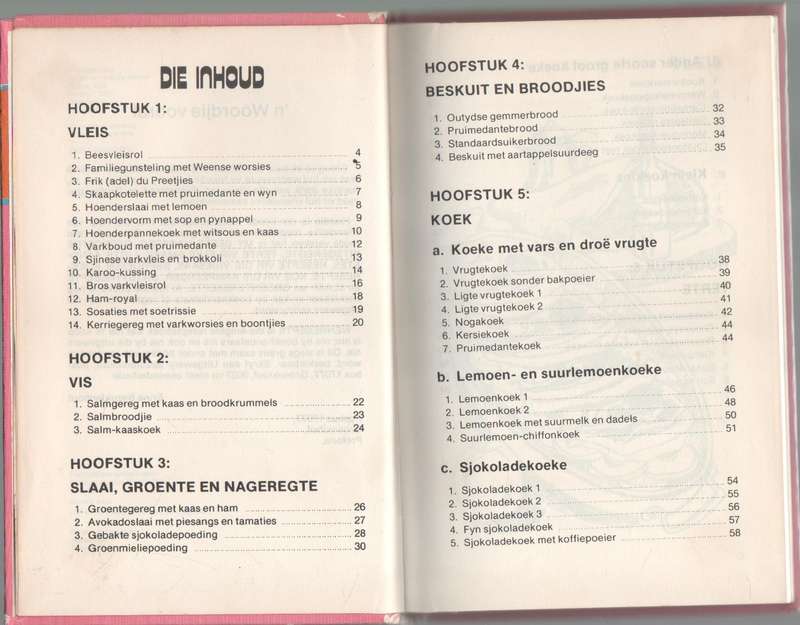 DIE INHOUD
HOOFSTUK 1:
VLEIS
1. Beesvleisrol 4
2. Familiegunsteling met Weense worsies 5
3. Frik (adel) du Preetjies 6
4. Skaapkotelette met pruimedante en wyn 7
5. Hoenderslaai met lemoen 8
6. Hoendervorm met sop en pynappel 9
7. Hoenderpannekoek met witsous en kaas 10
8. Varkboud met pruimedante 12
9. Sjinese varkvleis en brokkoli 13
10. Karoo-kussing 14
11. Bros varkvleisrol 16
12. Ham-royal 18
13. Sosaties met soetrissie 19
14. Kerriegereg met varkworsies en boontjies 20
HOOFSTUK 2:
VIS
1. Salmgereg met kaas en broodkrummels 22
2. Salmbroodjie 23
3. Salm-kaaskoek 24
HOOFSTUK 3:
SLAAI, GROENTE EN NAGEREGTE
1. Groentegereg met kaas en ham 26
2. Avokadoslaai met piesangs en tamaties 27
3. Gebakte sjokoladepoeding 28
4. Groenmieliepoeding 30
HOOFSTUK 4:
BESKUIT EN BROODJIES
1. Outydse gemmerbrood 32
2. Pruimedantebrood 33
3. Standaardsuikerbrood 34
4. Beskuit met aartappelsuurdeeg 35
HOOFSTUK 5:
KOEK
a. Koeke met vars en droë vrugte
1. Vrugtekoek 38
2. Vrugtekoek sonder bakpoeier 39
3. Ligte vrugtekoek 1 40
4. Ligte vrugtekoek 2 41
5. Nogakoek 42
6. Kersiekoek 44
7. Pruimedantekoek 44
b. Lemoen- en suurlemoenkoeke
1. Lemoenkoek 1 46
2. Lemoenkoek 2 48
3. Lemoenkoek met suurmelk en dadels 50
4. Suurlemoen-chiffonkoek 51
c. Sjokoladekoeke
1. Sjokoladekoek 1 54
2. Sjokoladekoek 2 55
3. Sjokoladekoek 3 56
4. Fyn sjokoladekoek 57
5. Sjokoladekoek met koffiepoeier 58